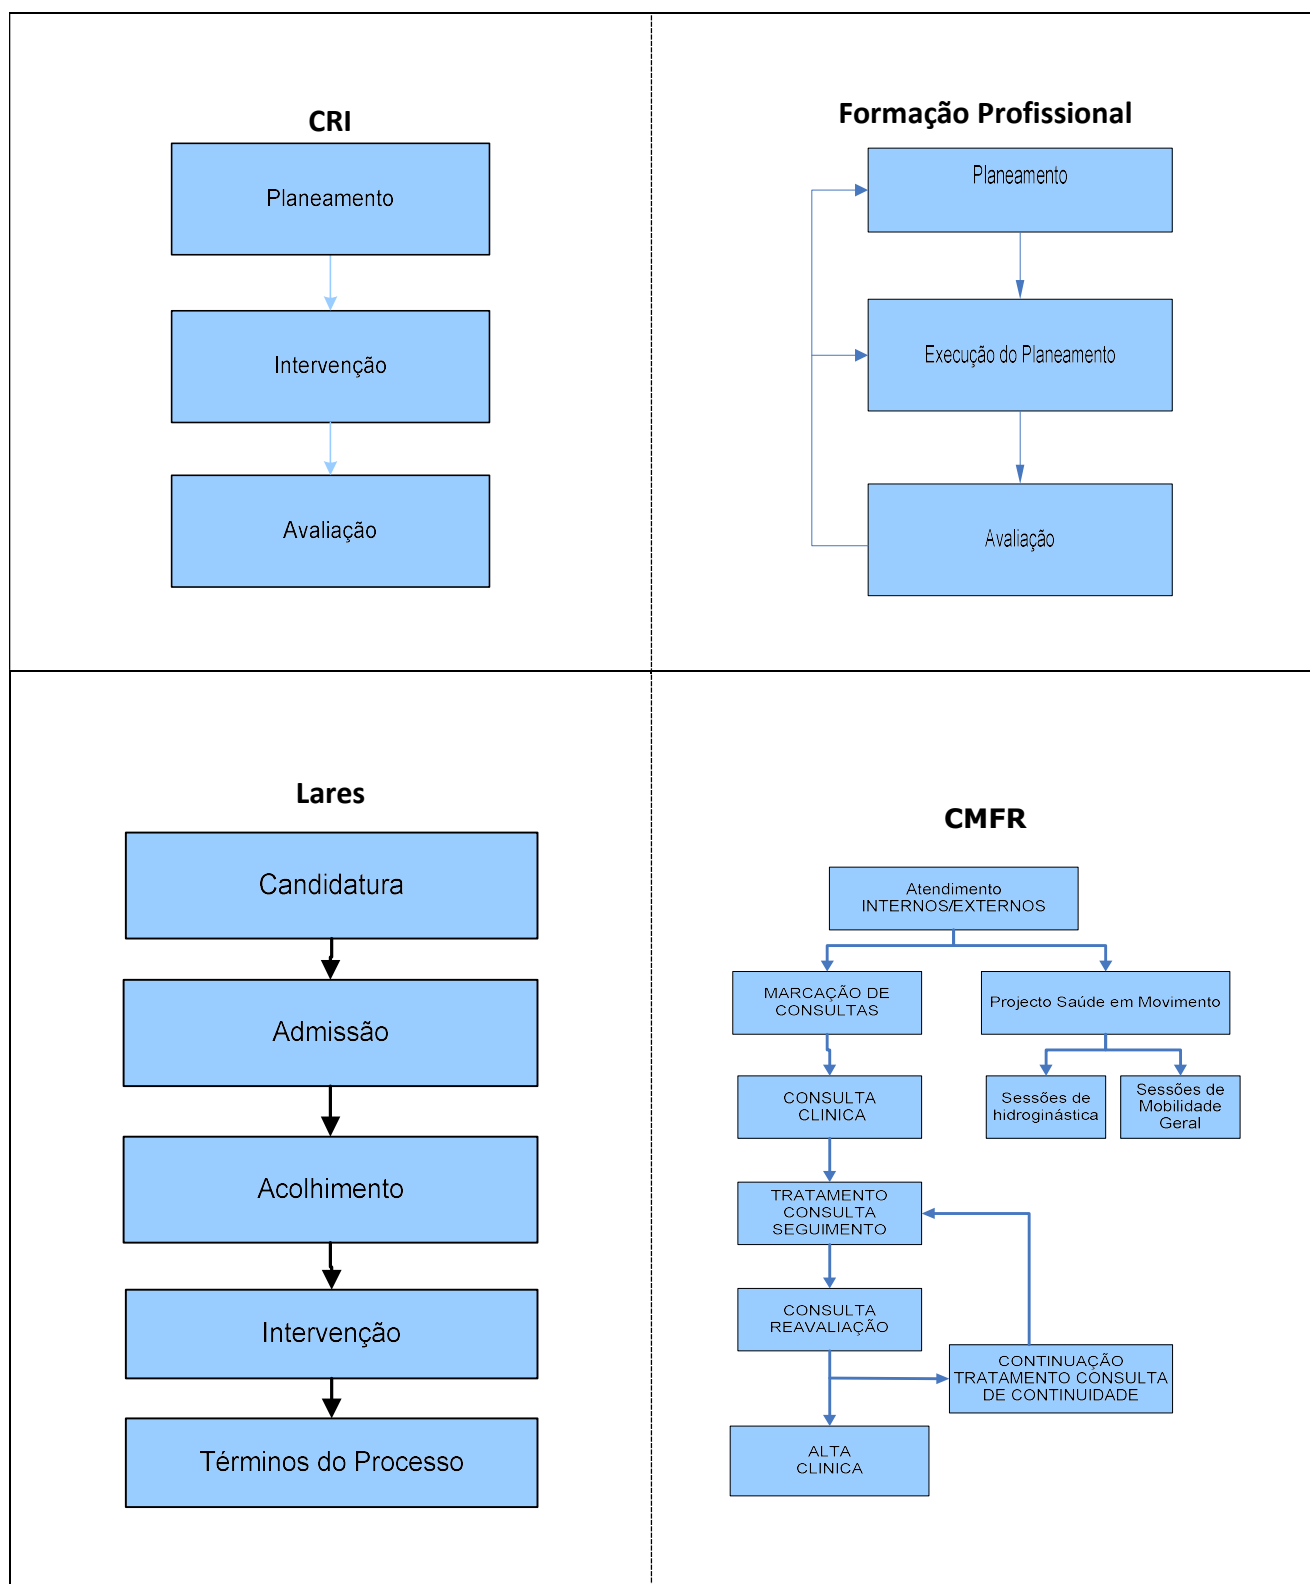 CRI
Planeamento
Intervenção
Avaliação
Formação Profissional
Planeamento
Execução do Planeamento
Avaliação
Lares
Candidatura
Admissão
Acolhimento
Intervenção
Términos do Processo
CMFR
Atendimento
INTERNOS/EXTERNOS
MARCAÇÃO DE
CONSULTAS
Projecto Saúde em Movimento
CONSULTA
CLINICA
Sessões de
hidroginástica
Sessões de
Mobilidade
Geral
TRATAMENTO
CONSULTA
SEGUIMENTO
CONSULTA
REAVALIAÇÃO
CONTINUAÇÃO
TRATAMENTO CONSULTA
DE CONTINUIDADE
ALTA
CLINICA